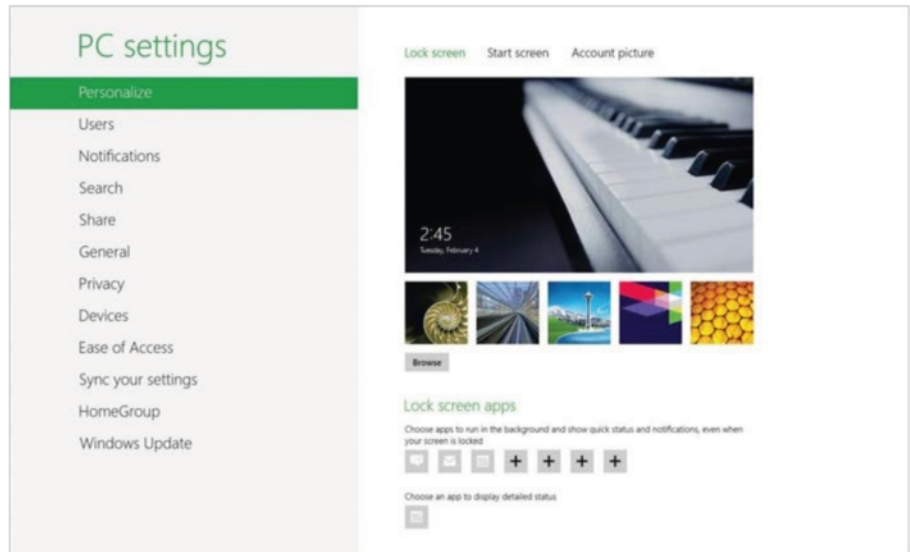 PC settings
Personalize
Users
Notifications
Search
Share
General
Privacy
Devices
Ease of Access
Sync your settings
HomeGroup
Windows Update
Lock screen Start screen Account picture
2:45
Tuesday, February 4
Browse
Lock screen apps
Choose apps to run in the background and show quick status and notifications, even when
your screen is locked
Choose an app to display detailed status